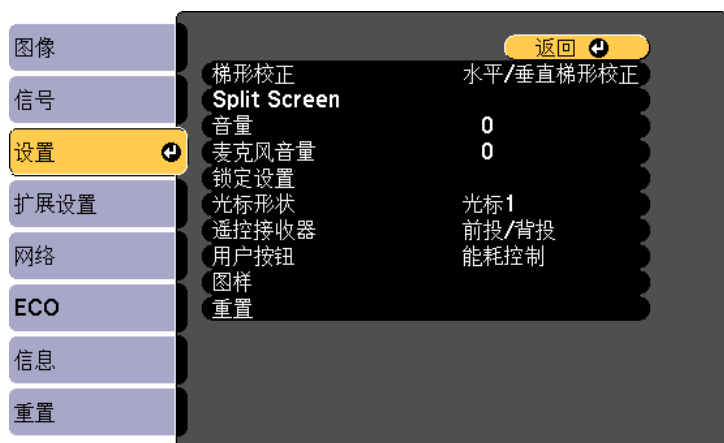 图像
信号
设置
扩展设置
网络
ECO
信息
重置
返回
梯形校正 水平/垂直梯形校正
Split Screen
音量 0
麦克风音量 0
锁定设置
光标形状 光标1
遥控接收器 前投/背投
用户按钮 能耗控制
图样
重置